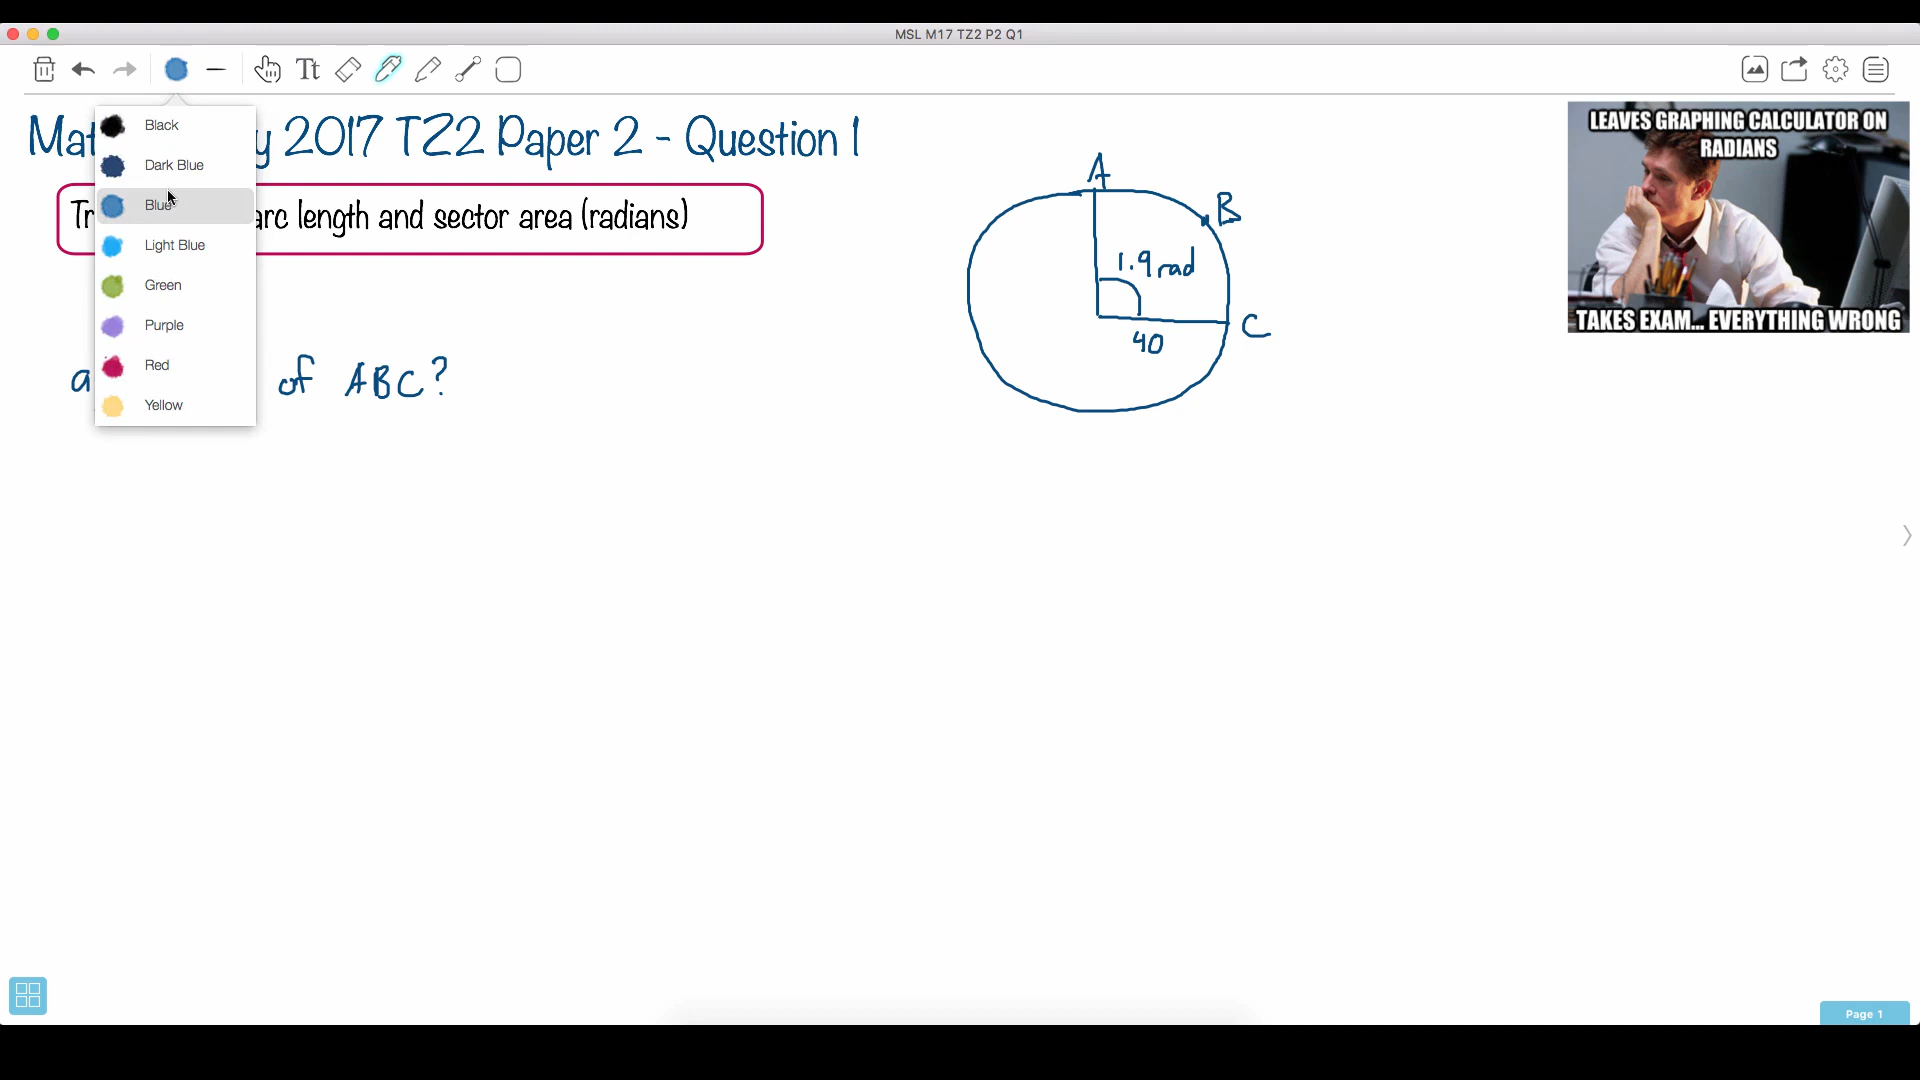 MSL M17 TZ2 P2 Q1
Tt
Black
Dark Blue
Blue
Light Blue
Green
Purple
Red
Yellow
2017 TZ2 Paper 2 - Question 1
arc length and sector area (radians)
of ABC?
A
B
1.9 rad
C
40
LEAVES GRAPHING CALCULATOR ON
RADIANS
TAKES EXAM... EVERYTHING WRONG
Page 1